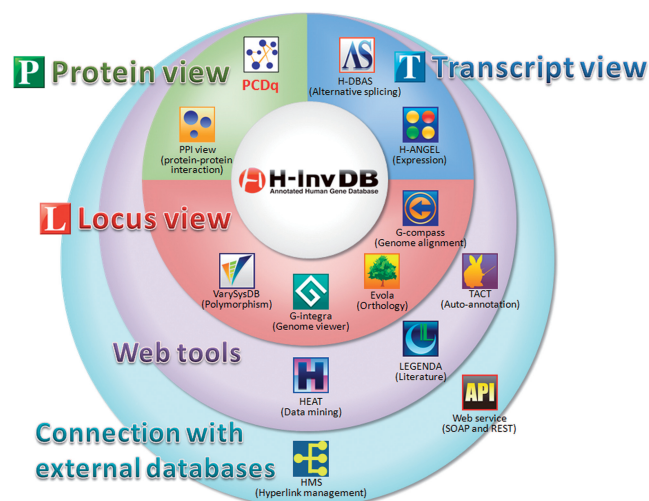 P Protein view
PCDq
PPI view
(protein-protein
interaction)
AS
H-DBAS
(Alternative splicing)
T Transcript view
H-ANGEL
(Expression)
H-InvDB
Annotated Human Gene Database
L Locus view
G-compass
(Genome alignment)
VarySysDB
(Polymorphism)
G-integra
(Genome viewer)
Evola
(Orthology)
TACT
(Auto-annotation)
Web tools
H
HEAT
(Data mining)
LEGENDA
(Literature)
API
Web service
(SOAP and REST)
Connection with
external databases
HMS
(Hyperlink management)